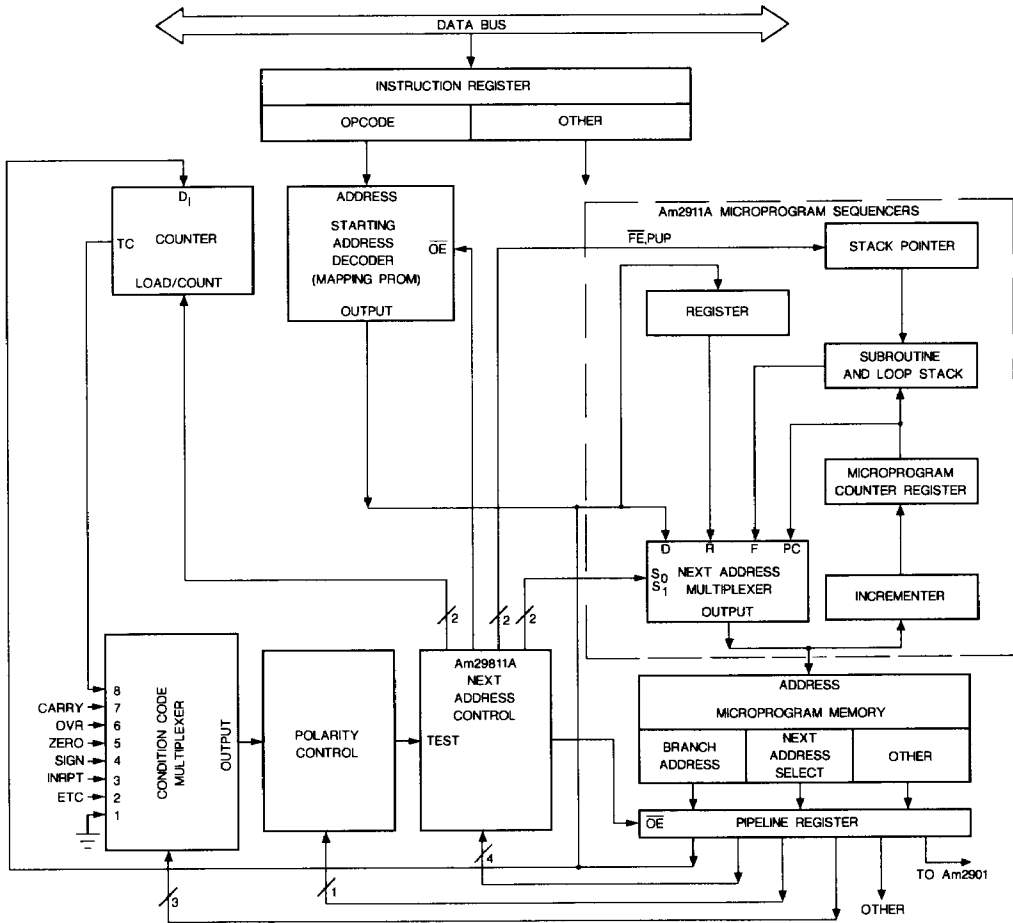 DATA BUS
INSTRUCTION REGISTER
OPCODE
OTHER
D_I
COUNTER
TC
LOAD/COUNT
ADDRESS
STARTING
ADDRESS
DECODER
(MAPPING PROM)
OE
OUTPUT
Am2911A MICROPROGRAM SEQUENCERS
FE,PUP
STACK POINTER
REGISTER
SUBROUTINE
AND LOOP STACK
MICROPROGRAM
COUNTER REGISTER
D R F PC
S0
S1
NEXT ADDRESS
MULTIPLEXER
OUTPUT
INCREMENTER
2
2
2
CARRY
OVR
ZERO
SIGN
INRPT
ETC
8
7
6
5
4
3
2
1
CONDITION CODE
MULTIPLEXER
OUTPUT
POLARITY
CONTROL
Am29811A
NEXT
ADDRESS
CONTROL
TEST
ADDRESS
MICROPROGRAM MEMORY
BRANCH
ADDRESS
NEXT
ADDRESS
SELECT
OTHER
OE
PIPELINE REGISTER
3
1
4
TO Am2901
OTHER